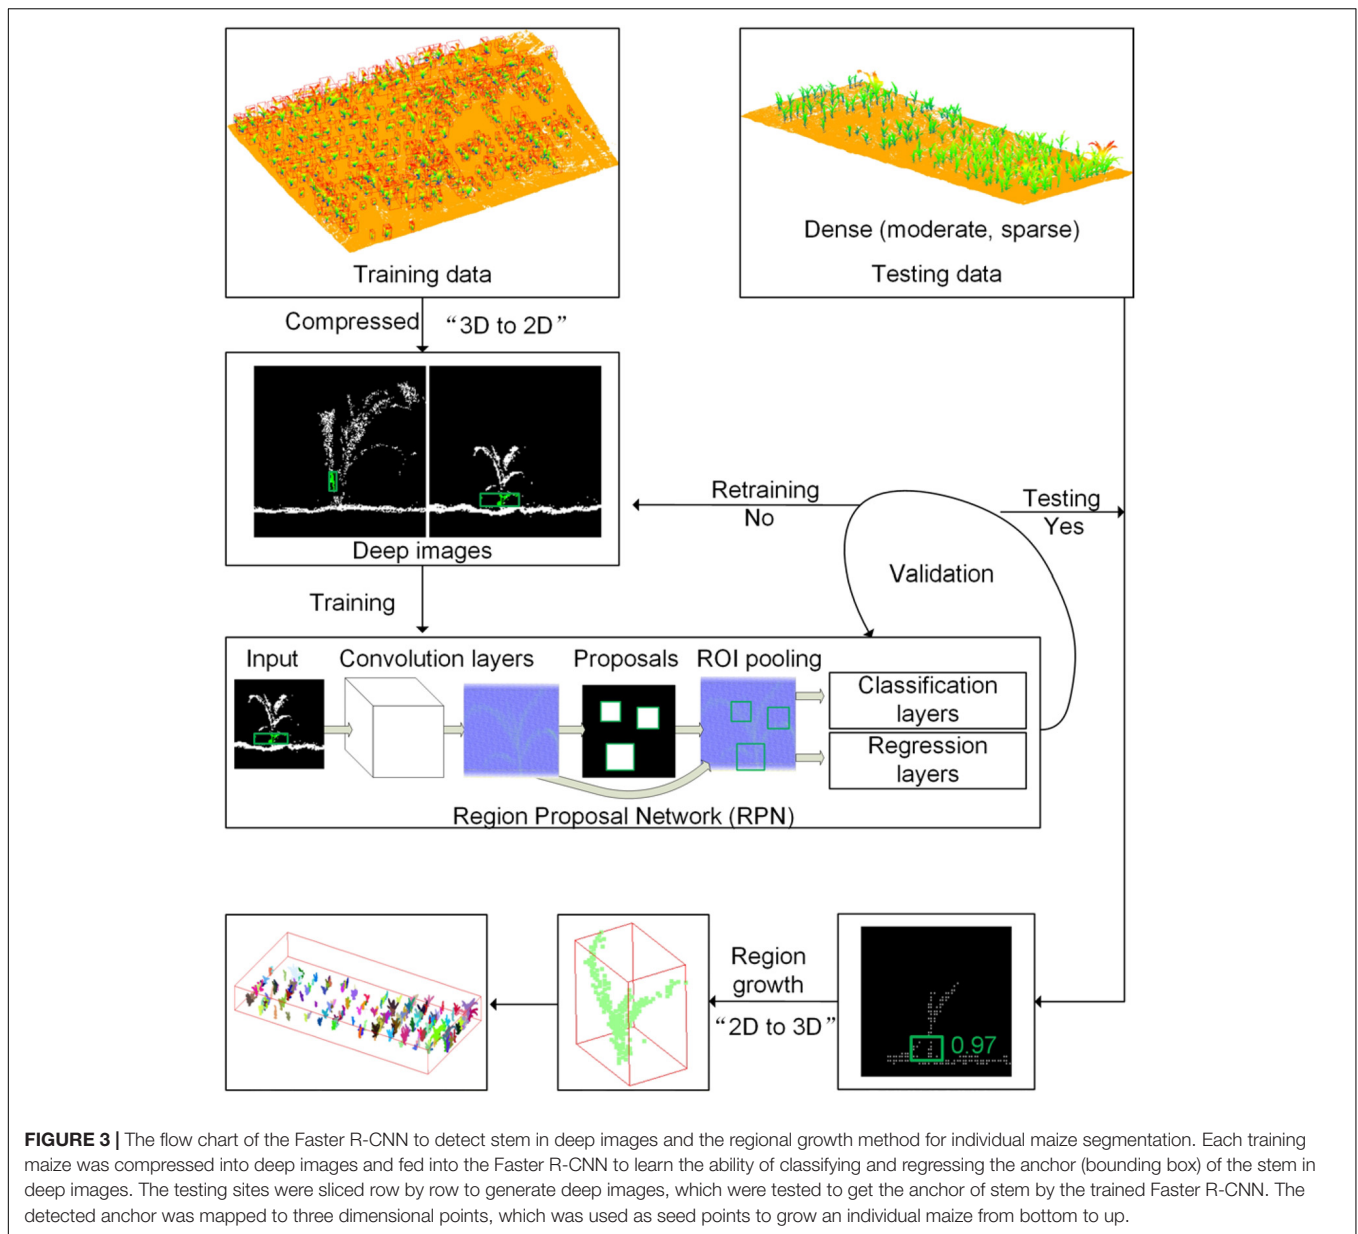 Training data
Dense (moderate, sparse)
Testing data
Compressed
“3D to 2D”
Deep images
Retraining
No
Testing
Yes
Validation
Training
Input
Convolution layers
Proposals
ROI pooling
Classification
layers
Regression
layers
Region Proposal Network (RPN)
Region
growth
“2D to 3D”
0.97
FIGURE 3 | The flow chart of the Faster R-CNN to detect stem in deep images and the regional growth method for individual maize segmentation. Each training
maize was compressed into deep images and fed into the Faster R-CNN to learn the ability of classifying and regressing the anchor (bounding box) of the stem in
deep images. The testing sites were sliced row by row to generate deep images, which were tested to get the anchor of stem by the trained Faster R-CNN. The
detected anchor was mapped to three dimensional points, which was used as seed points to grow an individual maize from bottom to up.